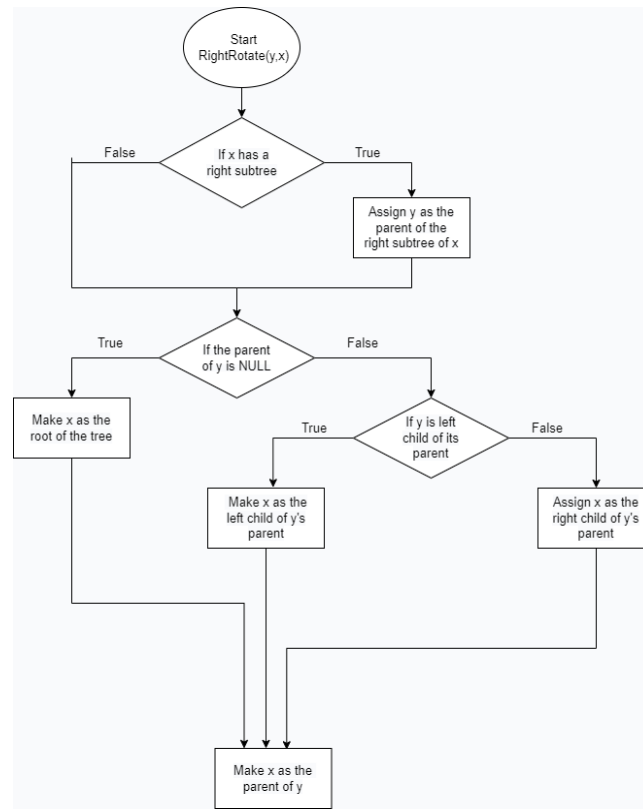 Start
RightRotate(y,x)
False
If x has a
right subtree
True
Assign y as the
parent of the
right subtree of x
True
If the parent
of y is NULL
False
Make x as the
root of the tree
True
If y is left
child of its
parent
False
Make x as the
left child of y's
parent
Assign x as the
right child of y's
parent
Make x as the
parent of y